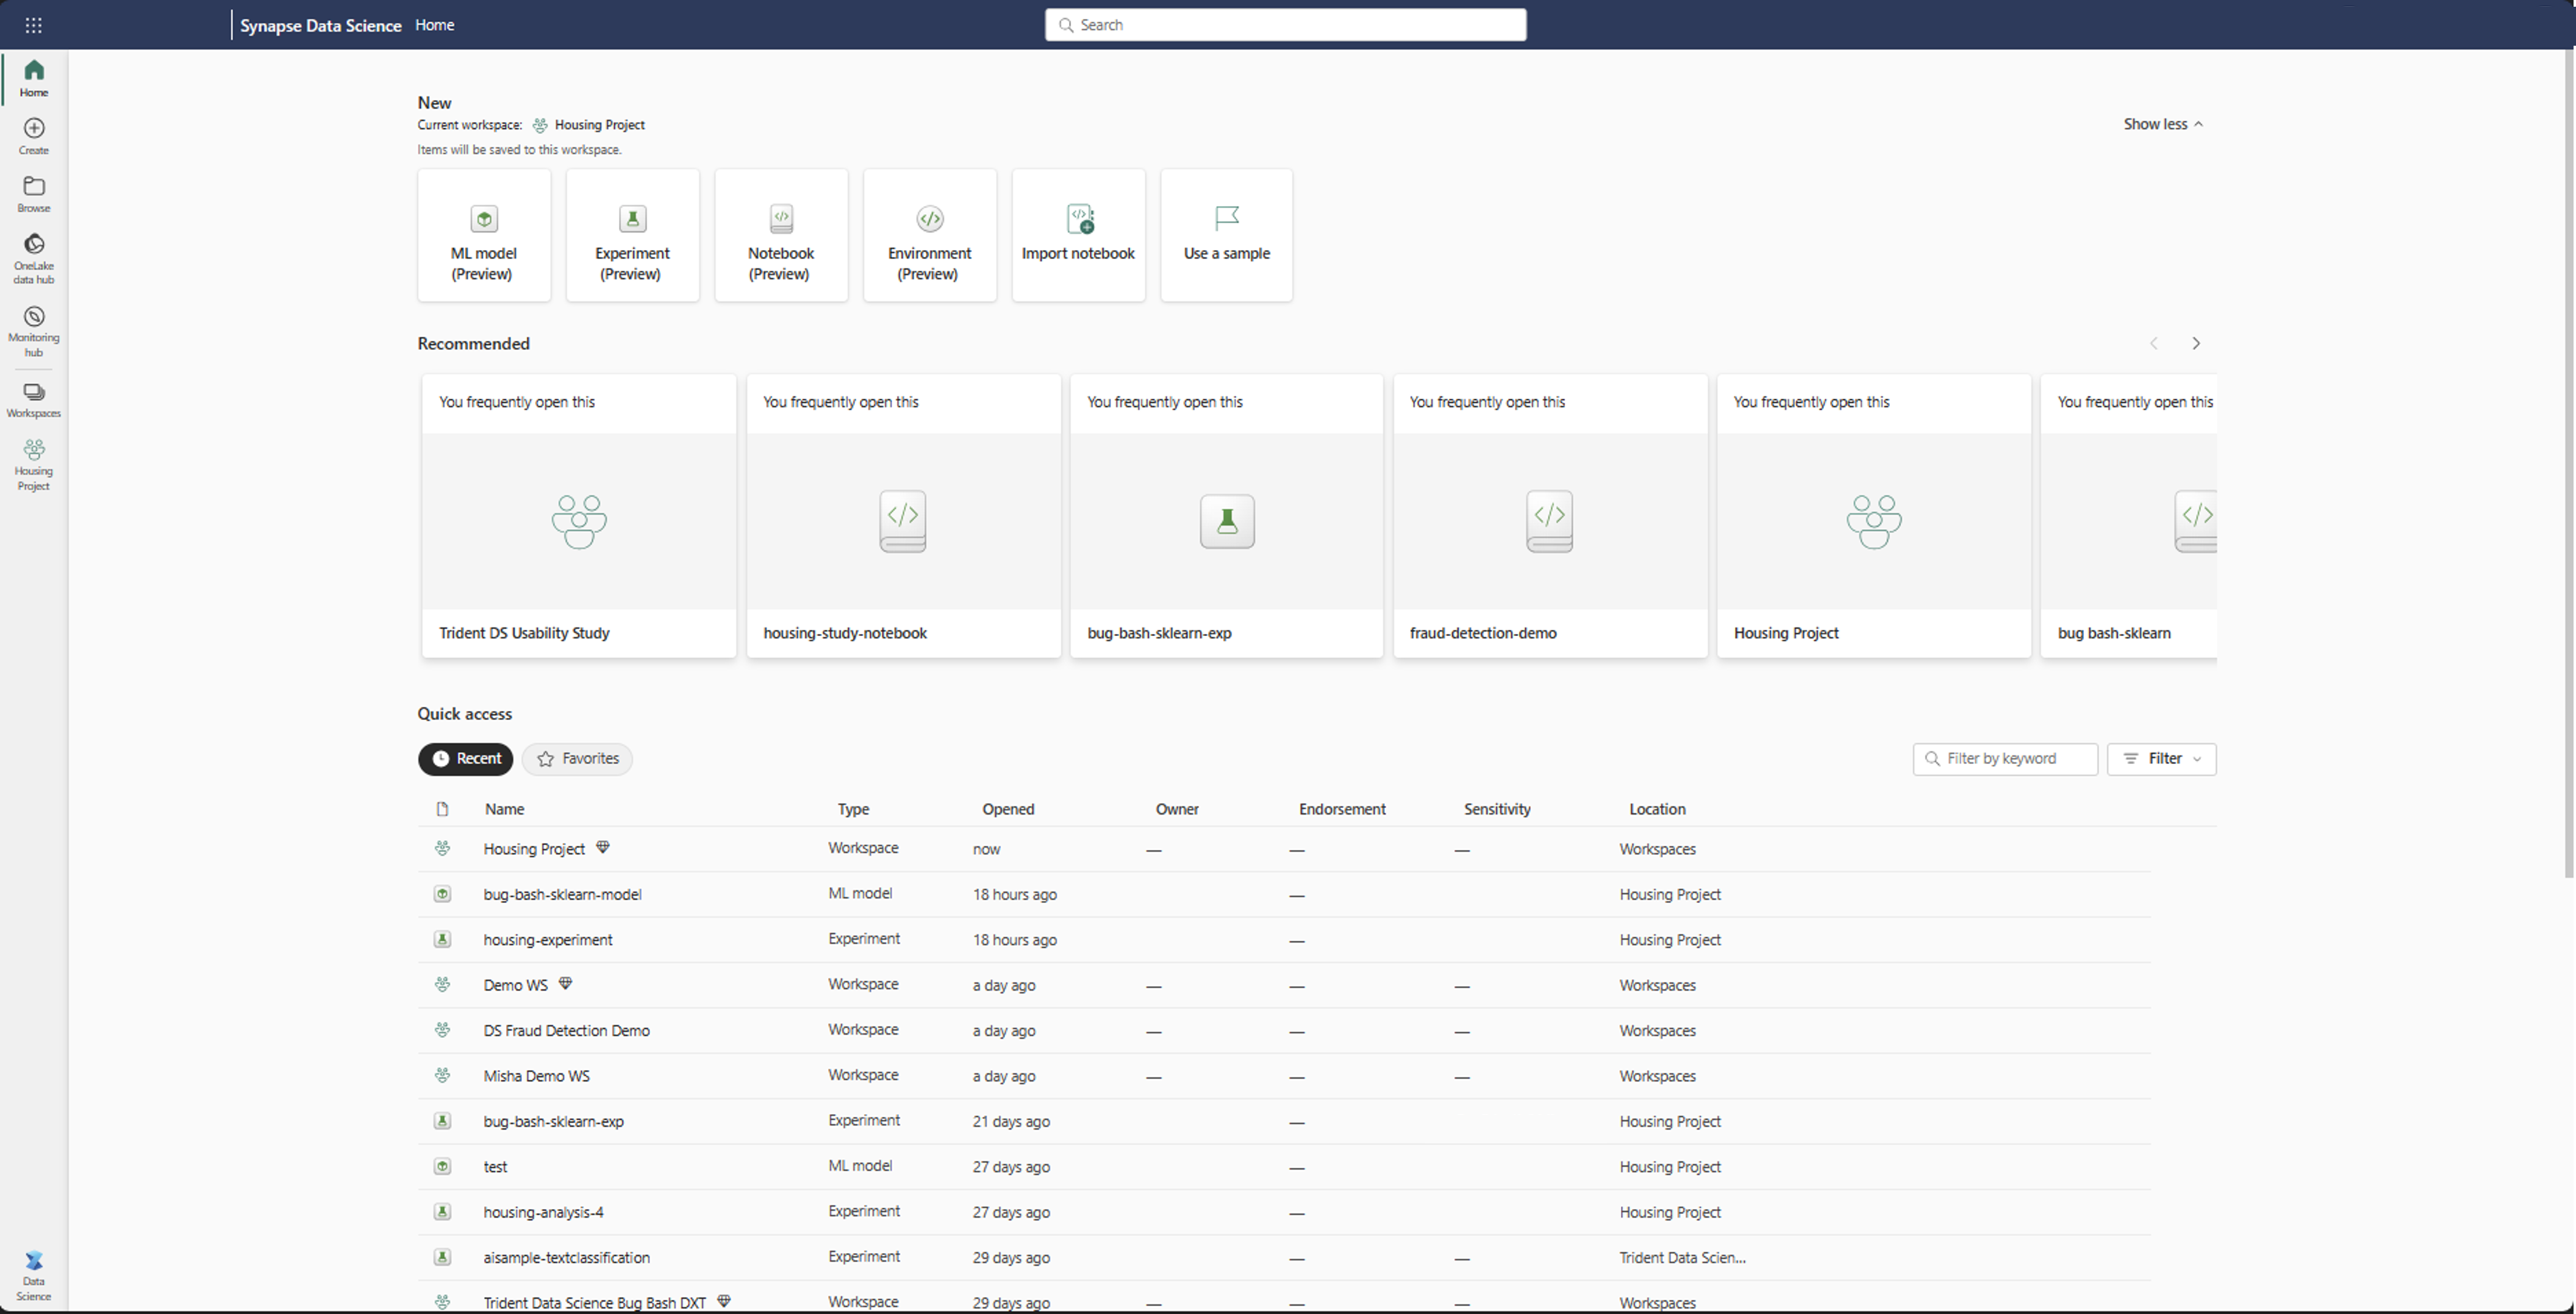 Synapse Data Science Home
Search
Home
Create
Browse
OneLake
data hub
Monitoring
hub
Workspaces
Housing
Project
Data
Science
New
Current workspace: Housing Project
Show less
Items will be saved to this workspace.
ML model
(Preview)
Experiment
(Preview)
Notebook
(Preview)
Environment
(Preview)
Import notebook
Use a sample
Recommended
You frequently open this
Trident DS Usability Study
You frequently open this
housing-study-notebook
You frequently open this
bug-bash-sklearn-exp
You frequently open this
fraud-detection-demo
You frequently open this
Housing Project
You frequently open this
bug bash-sklearn
Quick access
Recent Favorites
Filter by keyword Filter
Name Type Opened Owner Endorsement Sensitivity Location
Housing Project Workspace now — — — Workspaces
bug-bash-sklearn-model ML model 18 hours ago — Housing Project
housing-experiment Experiment 18 hours ago — Housing Project
Demo WS Workspace a day ago — — — Workspaces
DS Fraud Detection Demo Workspace a day ago — — — Workspaces
Misha Demo WS Workspace a day ago — — — Workspaces
bug-bash-sklearn-exp Experiment 21 days ago — Housing Project
test ML model 27 days ago — Housing Project
housing-analysis-4 Experiment 27 days ago — Housing Project
aisample-textclassification Experiment 29 days ago — — Trident Data Scien...
Trident Data Science Bug Bash DXT Workspace 29 days ago — — — Workspaces